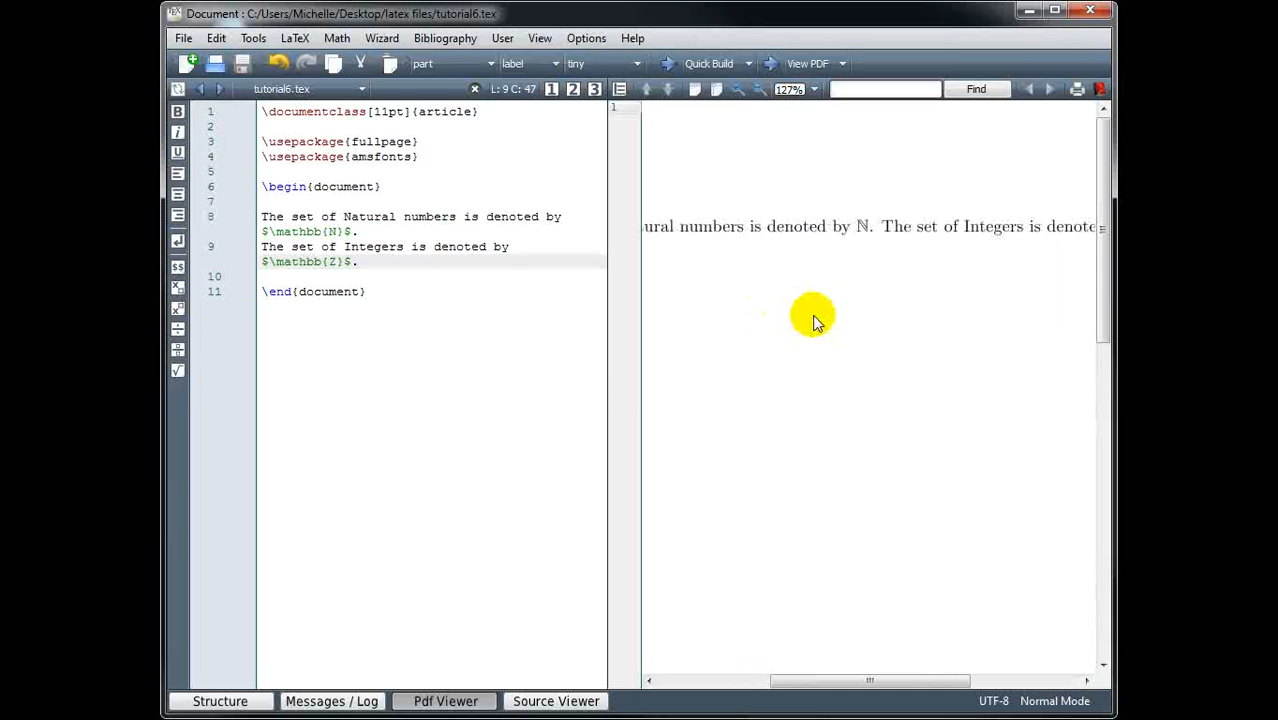 Document : C:/Users/Michelle/Desktop/latex files/tutorial6.tex
File Edit Tools LaTeX Math Wizard Bibliography User View Options Help
part label tiny Quick Build View PDF
tutorial6.tex L: 9 C: 47 1 2 3 127% Find
1 \documentclass[11pt]{article}
2
3 \usepackage{fullpage}
4 \usepackage{amsfonts}
5
6 \begin{document}
7
8 The set of Natural numbers is denoted by
$\mathbb{N}$.
9 The set of Integers is denoted by
$\mathbb{Z}$.
10
11 \end{document}
1
ural numbers is denoted by ℕ. The set of Integers is denote
Structure Messages / Log Pdf Viewer Source Viewer UTF-8 Normal Mode